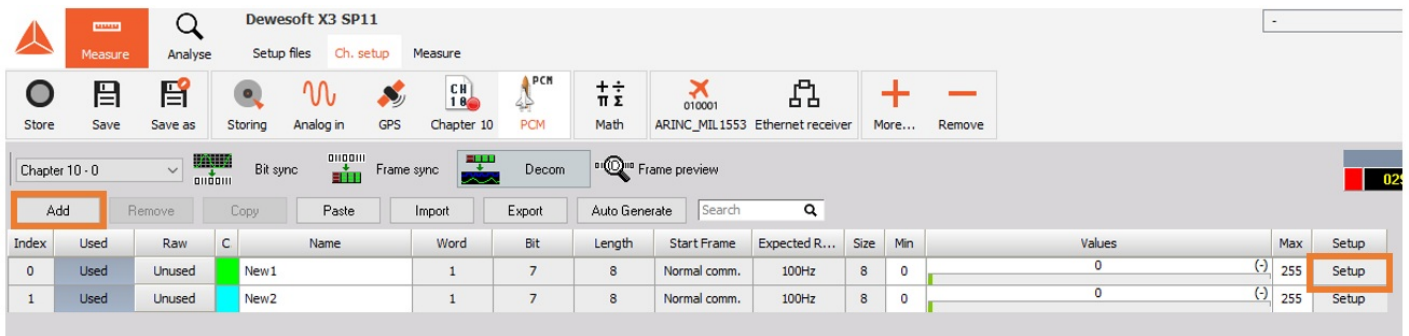 Dewesoft X3 SP11
-
Measure Analyse Setup files Ch. setup Measure
CH 10 PCM +÷ πΣ 010001
Store Save Save as Storing Analog in GPS Chapter 10 PCM Math ARINC_MIL1553 Ethernet receiver More... Remove
Chapter 10 - 0 011011 Bit sync 0110011 Frame sync Decom Frame preview
Add Remove Copy Paste Import Export Auto Generate Search
Index Used Raw C Name Word Bit Length Start Frame Expected R... Size Min Values Max Setup
0 Used Unused New1 1 7 8 Normal comm. 100Hz 8 0 0 (-) 255 Setup
1 Used Unused New2 1 7 8 Normal comm. 100Hz 8 0 0 (-) 255 Setup